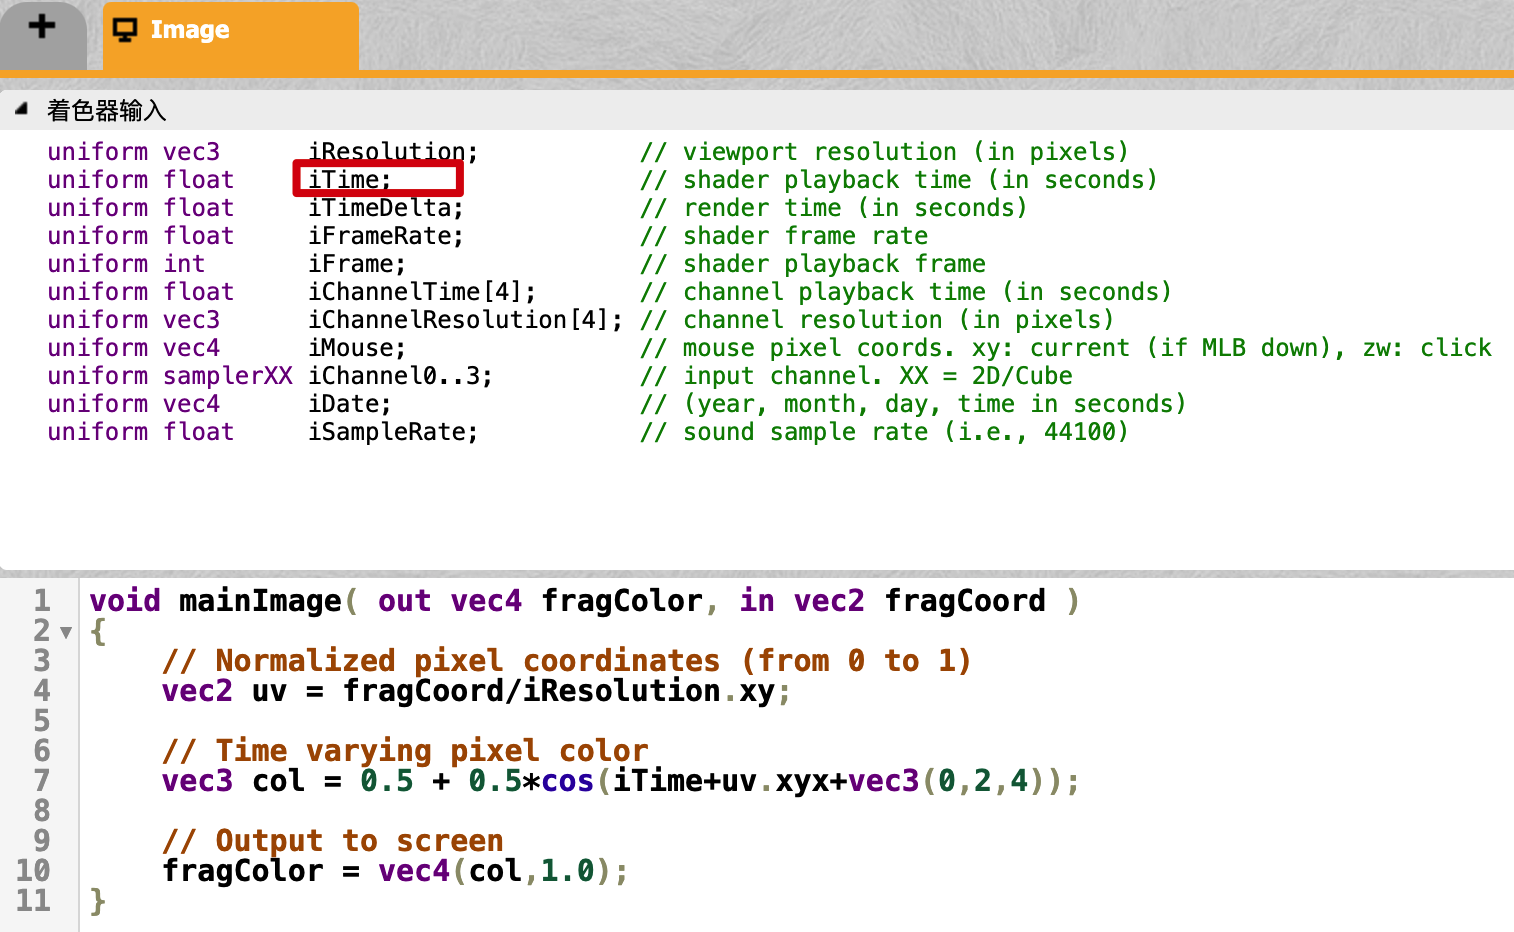 +
Image
着色器输入
uniform vec3      iResolution;           // viewport resolution (in pixels)
uniform float     iTime;                 // shader playback time (in seconds)
uniform float     iTimeDelta;            // render time (in seconds)
uniform float     iFrameRate;            // shader frame rate
uniform int       iFrame;                // shader playback frame
uniform float     iChannelTime[4];       // channel playback time (in seconds)
uniform vec3      iChannelResolution[4]; // channel resolution (in pixels)
uniform vec4      iMouse;                // mouse pixel coords. xy: current (if MLB down), zw: click
uniform samplerXX iChannel0..3;          // input channel. XX = 2D/Cube
uniform vec4      iDate;                 // (year, month, day, time in seconds)
uniform float     iSampleRate;           // sound sample rate (i.e., 44100)
1 void mainImage( out vec4 fragColor, in vec2 fragCoord )
2 {
3     // Normalized pixel coordinates (from 0 to 1)
4     vec2 uv = fragCoord/iResolution.xy;
5
6     // Time varying pixel color
7     vec3 col = 0.5 + 0.5*cos(iTime+uv.xyx+vec3(0,2,4));
8
9     // Output to screen
10     fragColor = vec4(col,1.0);
11 }